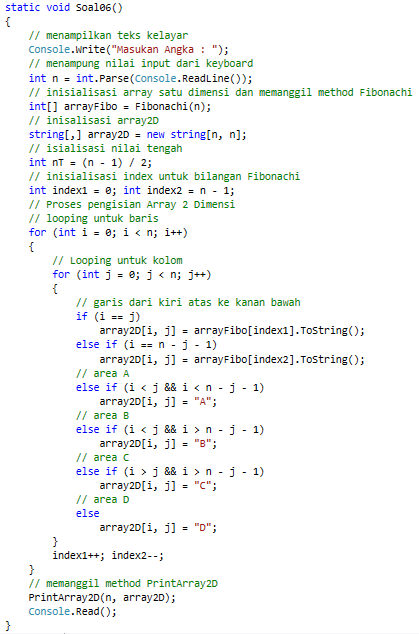 static void Soal06()
{
    // menampilkan teks kelayar
    Console.Write("Masukan Angka : ");
    // menampung nilai input dari keyboard
    int n = int.Parse(Console.ReadLine());
    // inisialisasi array satu dimensi dan memanggil method Fibonachi
    int[] arrayFibo = Fibonachi(n);
    // inisalisasi array2D
    string[,] array2D = new string[n, n];
    // isialisasi nilai tengah
    int nT = (n - 1) / 2;
    // inisialisasi index untuk bilangan Fibonachi
    int index1 = 0; int index2 = n - 1;
    // Proses pengisian Array 2 Dimensi
    // looping untuk baris
    for (int i = 0; i < n; i++)
    {
        // Looping untuk kolom
        for (int j = 0; j < n; j++)
        {
            // garis dari kiri atas ke kanan bawah
            if (i == j)
                array2D[i, j] = arrayFibo[index1].ToString();
            else if (i == n - j - 1)
                array2D[i, j] = arrayFibo[index2].ToString();
            // area A
            else if (i < j && i < n - j - 1)
                array2D[i, j] = "A";
            // area B
            else if (i < j && i > n - j - 1)
                array2D[i, j] = "B";
            // area C
            else if (i > j && i > n - j - 1)
                array2D[i, j] = "C";
            // area D
            else
                array2D[i, j] = "D";
        }
        index1++; index2--;
    }
    // memanggil method PrintArray2D
    PrintArray2D(n, array2D);
    Console.Read();
}